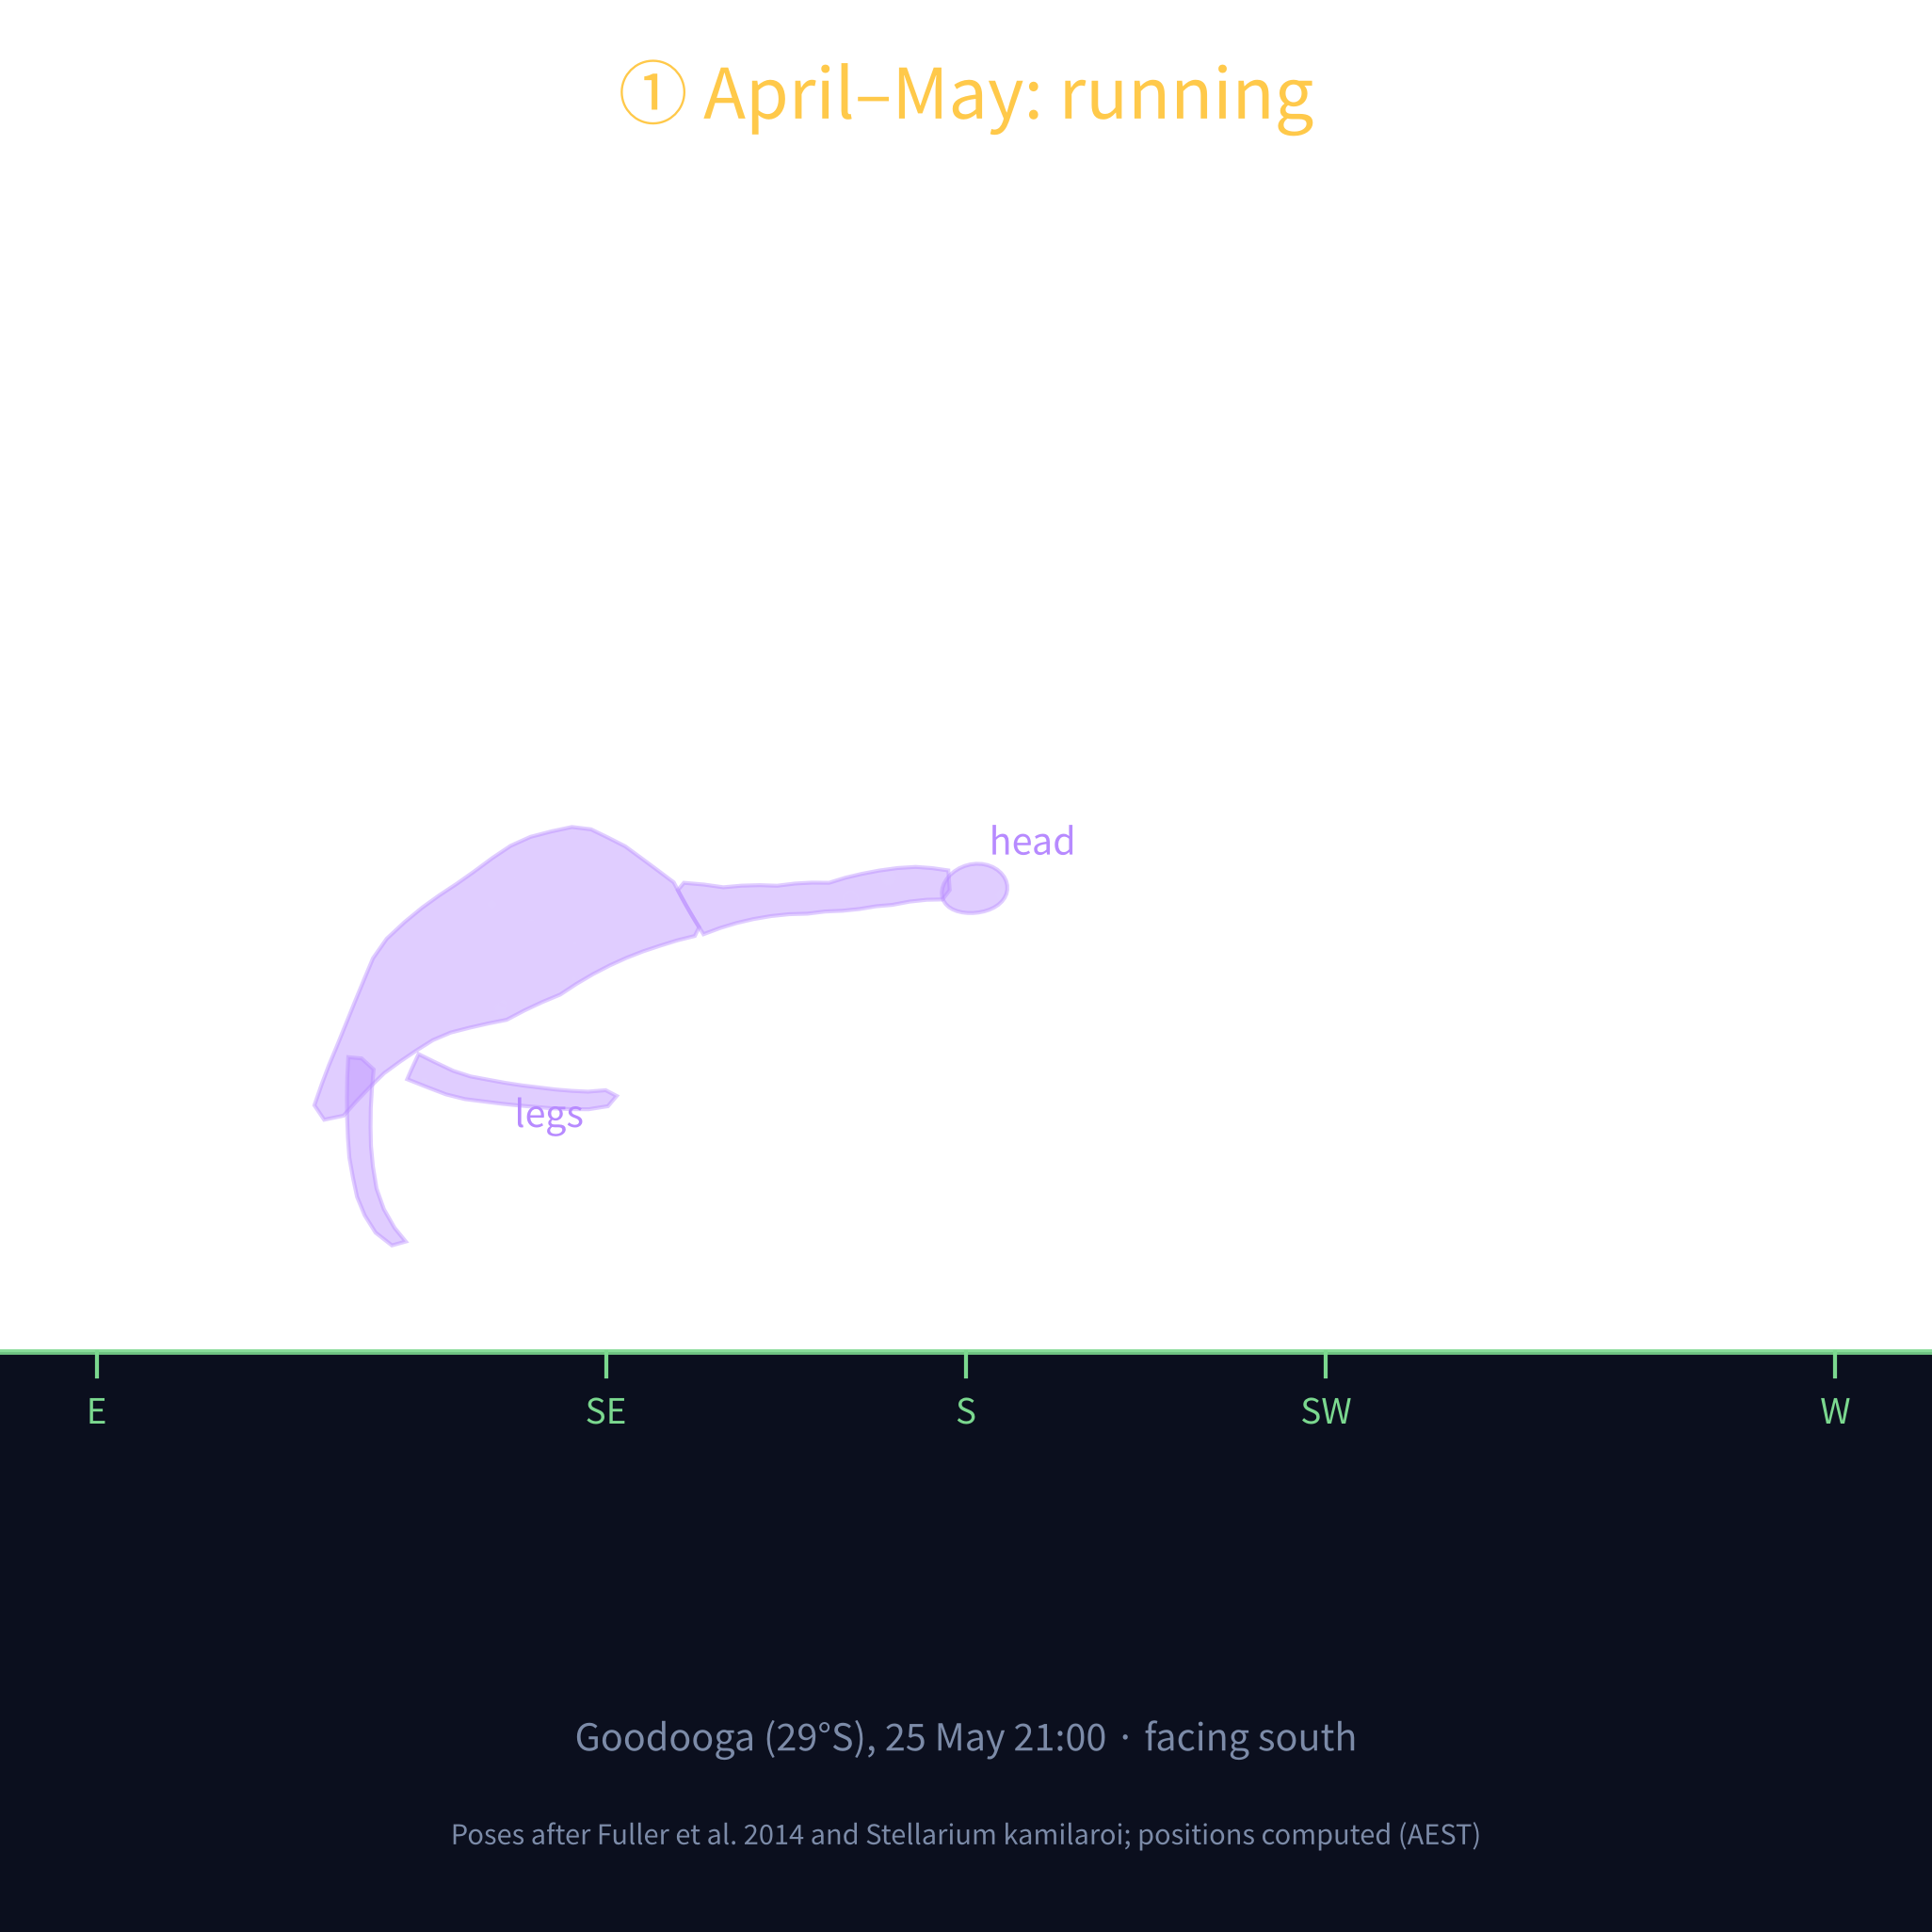 ① April–May: running
head
legs
E SE S SW W
Goodooga (29°S), 25 May 21:00 · facing south
Poses after Fuller et al. 2014 and Stellarium kamilaroi; positions computed (AEST)